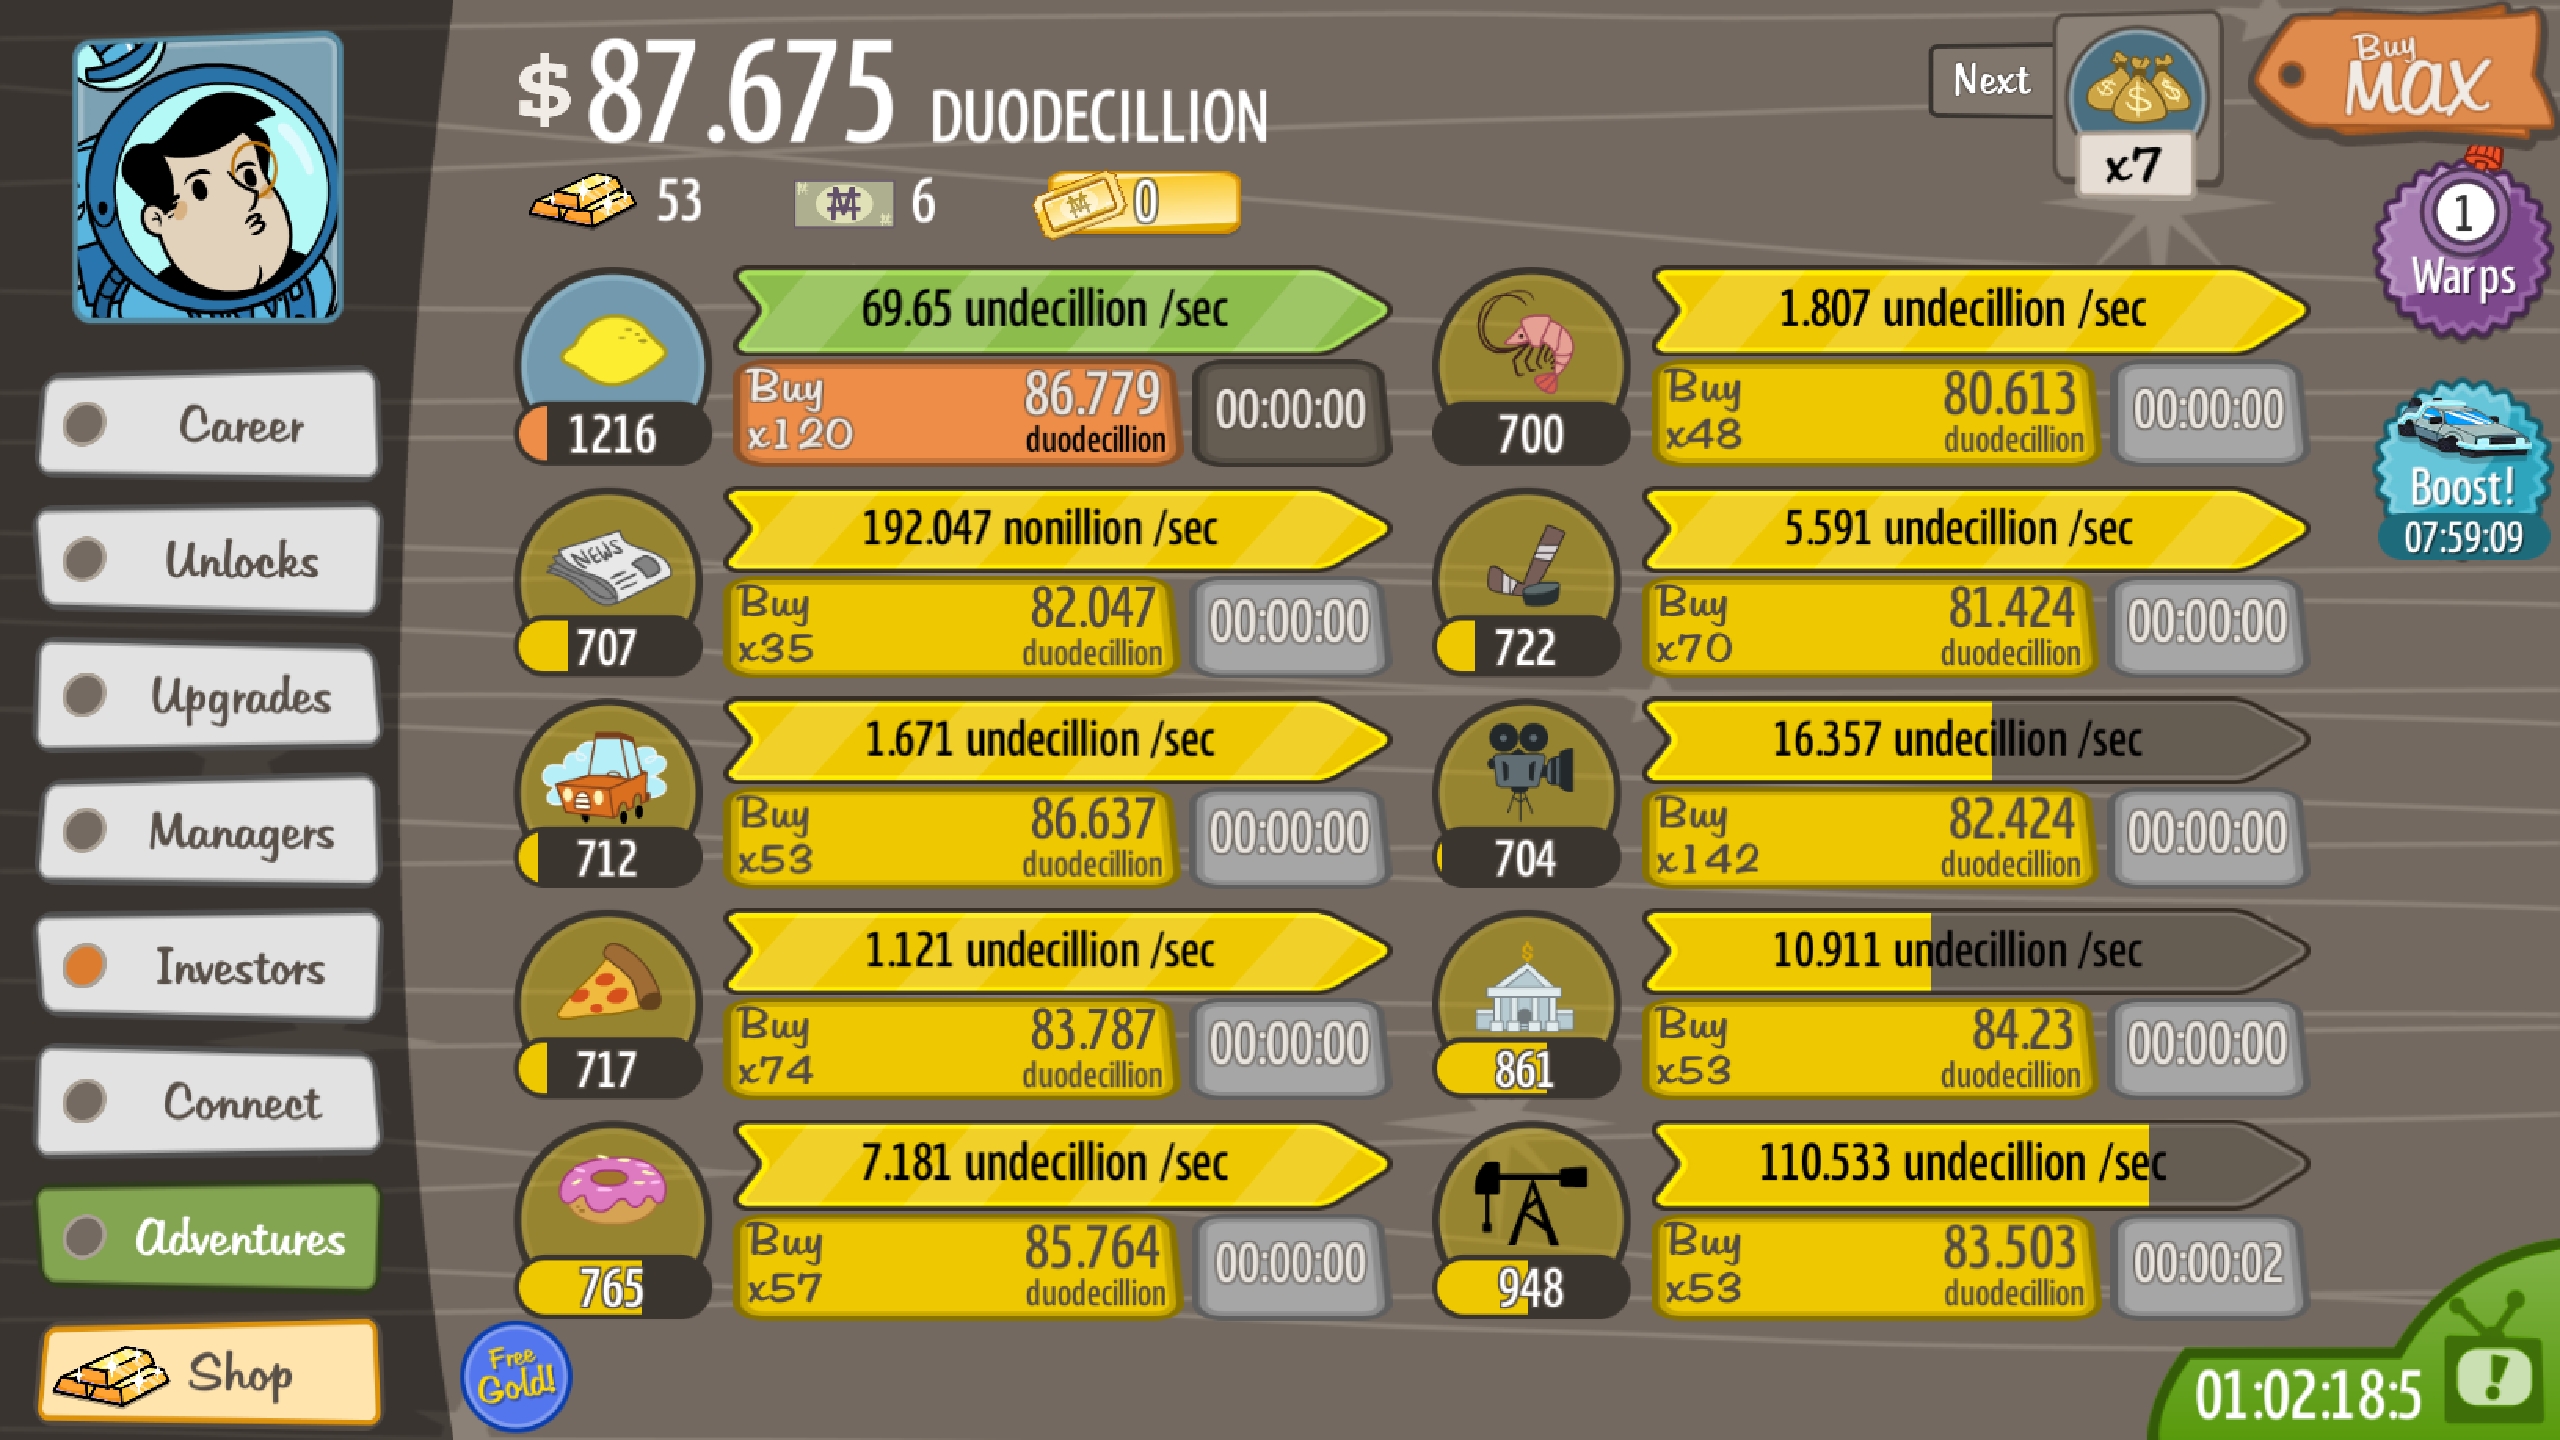 $87.675 DUODECILLION
53 6 0
Next
x7
Buy MAX
1
Warps
Boost!
07:59:09
Career
Unlocks
Upgrades
Managers
Investors
Connect
Adventures
Shop
69.65 undecillion /sec
1216
Buy x120
86.779 duodecillion
00:00:00
1.807 undecillion /sec
700
Buy x48
80.613 duodecillion
00:00:00
NEWS
192.047 nonillion /sec
707
Buy x35
82.047 duodecillion
00:00:00
5.591 undecillion /sec
722
Buy x70
81.424 duodecillion
00:00:00
1.671 undecillion /sec
712
Buy x53
86.637 duodecillion
00:00:00
16.357 undecillion /sec
704
Buy x142
82.424 duodecillion
00:00:00
1.121 undecillion /sec
717
Buy x74
83.787 duodecillion
00:00:00
10.911 undecillion /sec
861
Buy x53
84.23 duodecillion
00:00:00
7.181 undecillion /sec
765
Buy x57
85.764 duodecillion
00:00:00
110.533 undecillion /sec
948
Buy x53
83.503 duodecillion
00:00:02
Free Gold!
01:02:18:5
!